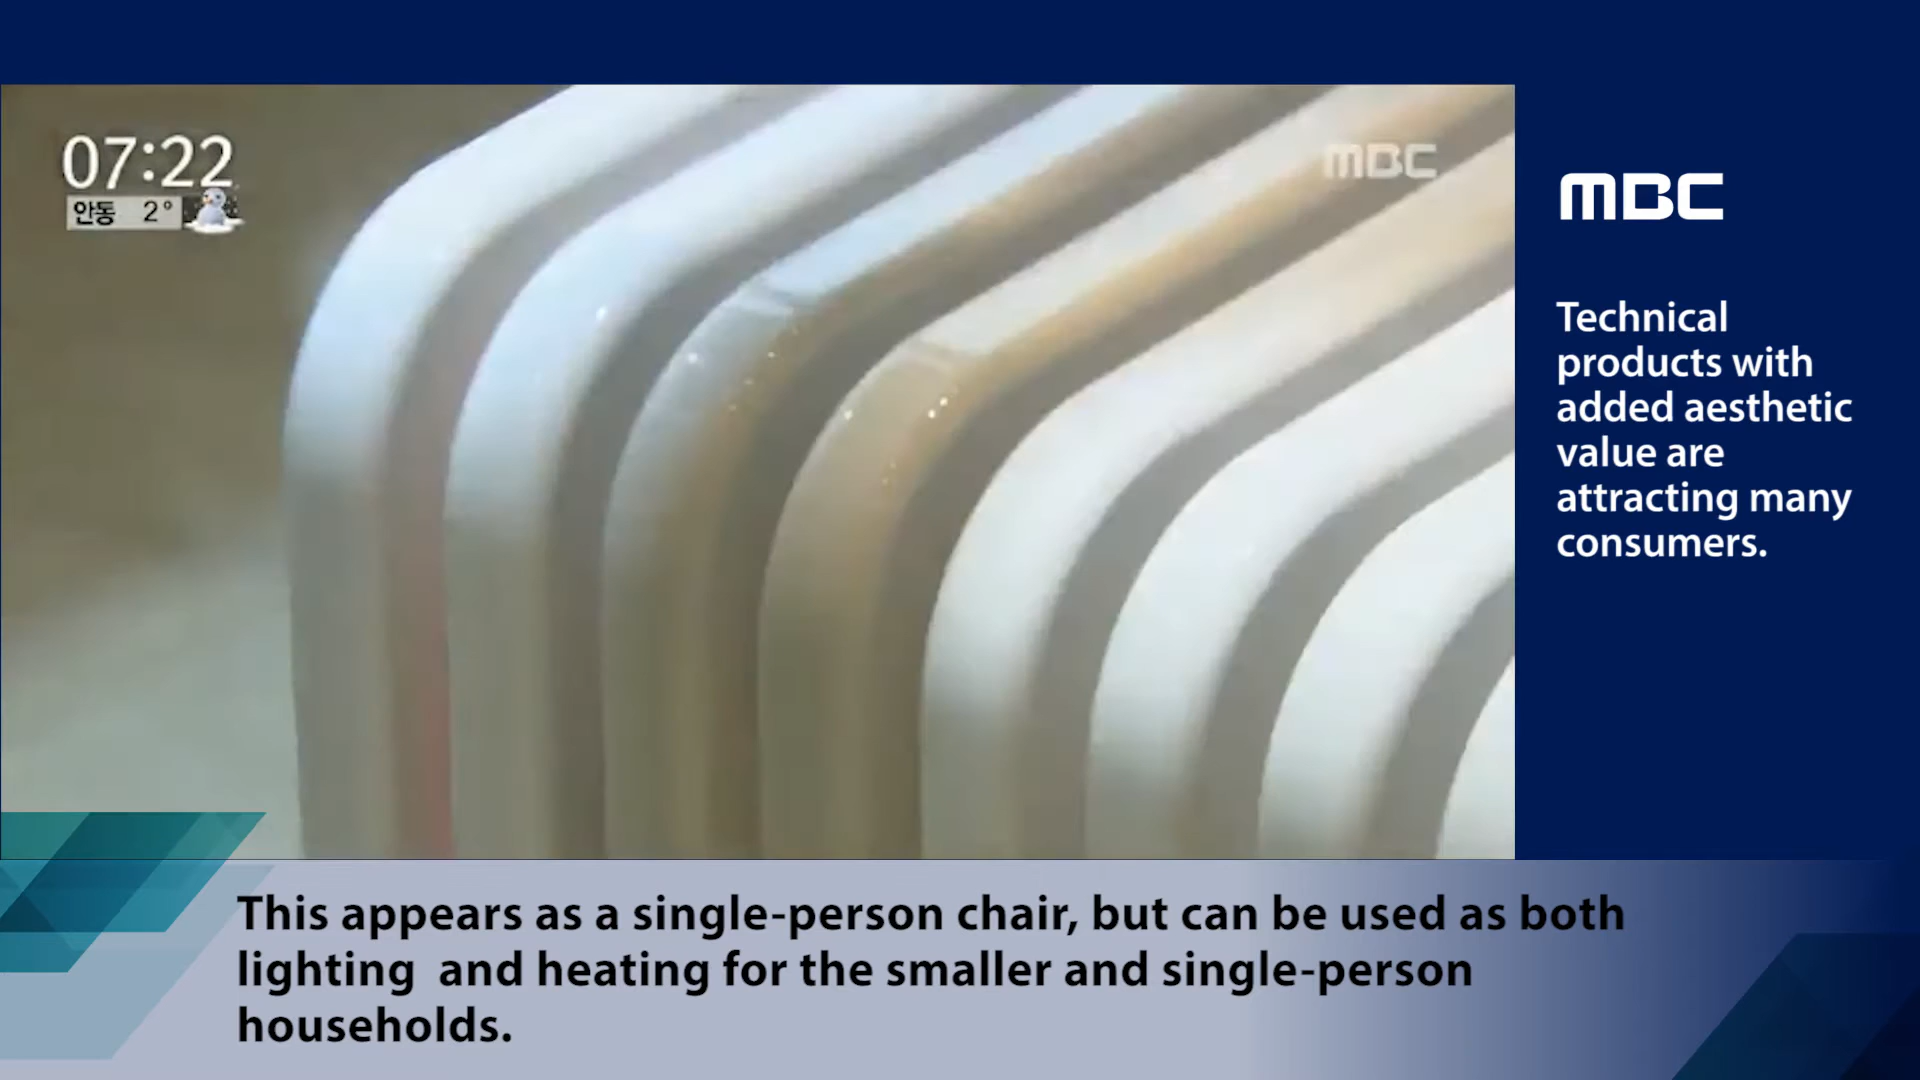 07:22
안동 2°
MBC
MBC
Technical
products with
added aesthetic
value are
attracting many
consumers.
This appears as a single-person chair, but can be used as both
lighting and heating for the smaller and single-person
households.